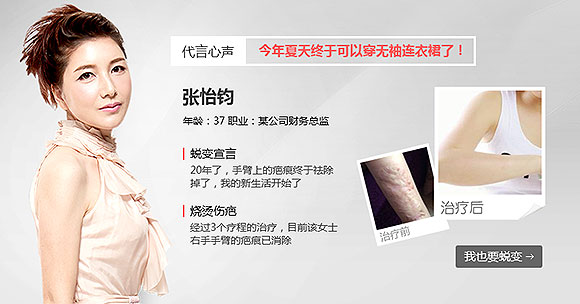 代言心声 今年夏天终于可以穿无袖连衣裙了！
张怡钧
年龄：37 职业：某公司财务总监
蜕变宣言
20年了，手臂上的疤痕终于祛除
掉了，我的新生活开始了
烧烫伤疤
经过3个疗程的治疗，目前该女士
右手手臂的疤痕已消除
治疗前
治疗后
我也要蜕变→